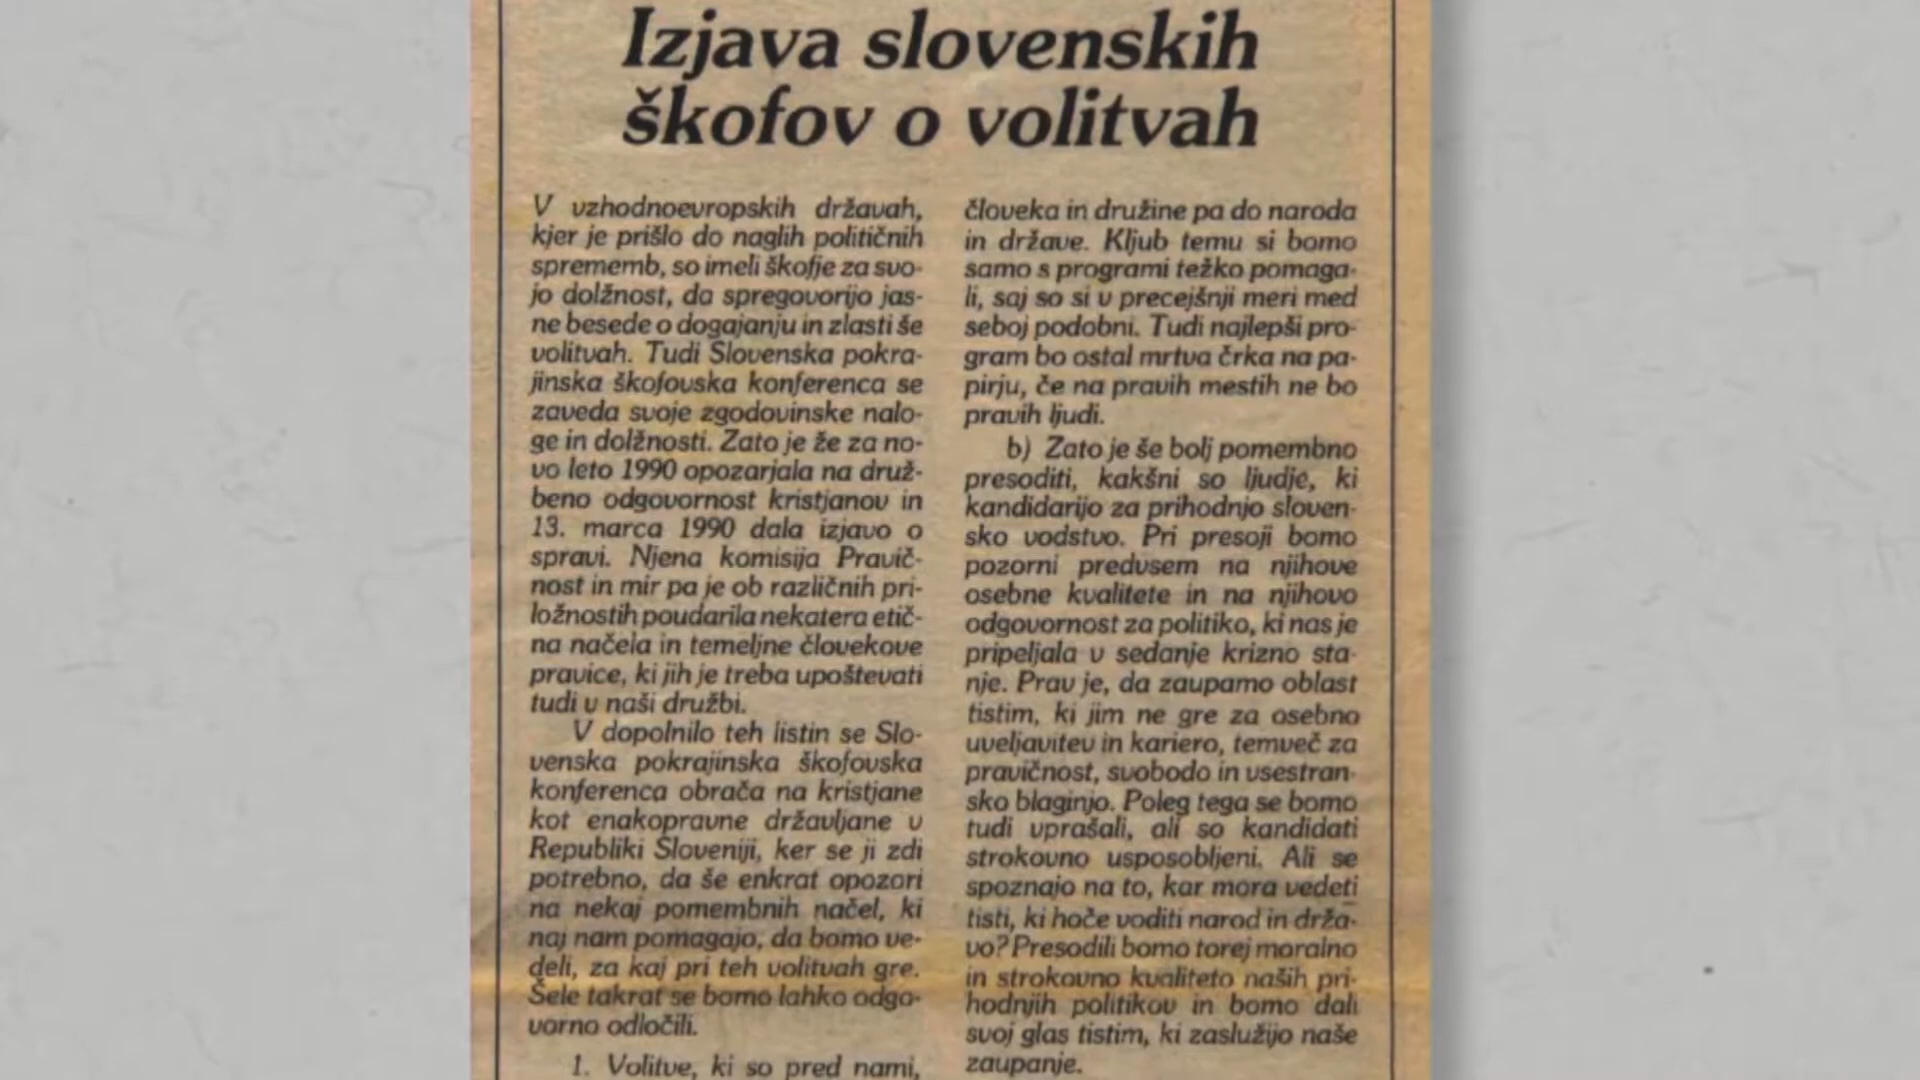 Izjava slovenskih
škofov o volitvah
V vzhodnoevropskih državah,
kjer je prišlo do naglih političnih
sprememb, so imeli škofje za svo-
jo dolžnost, da spregovorijo jas-
ne besede o dogajanju in zlasti še
volitvah. Tudi Slovenska pokra-
jinska škofovska konferenca se
zaveda svoje zgodovinske nalo-
ge in dolžnosti. Zato je že za no-
vo leto 1990 opozarjala na druž-
beno odgovornost kristjanov in
13. marca 1990 dala izjavo o
spravi. Njena komisija Pravič-
nost in mir pa je ob različnih pri-
ložnostih poudarila nekatera etič-
na načela in temeljne človekove
pravice, ki jih je treba upoštevati
tudi v naši družbi.
V dopolnilo teh listin se Slo-
venska pokrajinska škofovska
konferenca obrača na kristjane
kot enakopravne državljane v
Republiki Sloveniji, ker se ji zdi
potrebno, da še enkrat opozori
na nekaj pomembnih načel, ki
naj nam pomagajo, da bomo ve-
deli, za kaj pri teh volitvah gre.
Šele takrat se bomo lahko odgo-
vorno odločili.
1. Volitve, ki so pred nami,
človeka in družine pa do naroda
in države. Kljub temu si bomo
samo s programi težko pomaga-
li, saj so si v precejšnji meri med
seboj podobni. Tudi najlepši pro-
gram bo ostal mrtva črka na pa-
pirju, če na pravih mestih ne bo
pravih ljudi.
b) Zato je še bolj pomembno
presoditi, kakšni so ljudje, ki
kandidarijo za prihodnjo sloven-
sko vodstvo. Pri presoji bomo
pozorni predvsem na njihove
osebne kvalitete in na njihovo
odgovornost za politiko, ki nas je
pripeljala v sedanje krizno sta-
nje. Prav je, da zaupamo oblast
tistim, ki jim ne gre za osebno
uveljavitev in kariero, temveč za
pravičnost, svobodo in vsestran-
sko blaginjo. Poleg tega se bomo
tudi vprašali, ali so kandidati
strokovno usposobljeni. Ali se
spoznajo na to, kar mora vedeti
tisti, ki hoče voditi narod in drža-
vo? Presodili bomo torej moralno
in strokovno kvaliteto naših pri-
hodnjih politikov in bomo dali
svoj glas tistim, ki zaslužijo naše
zaupanje.